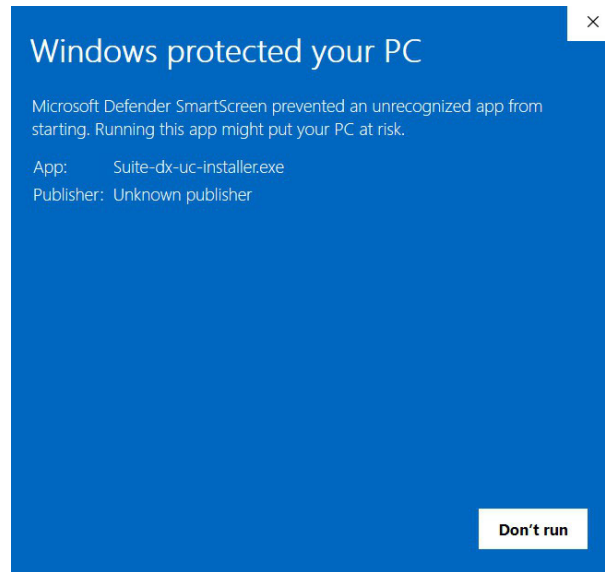 Windows protected your PC
Microsoft Defender SmartScreen prevented an unrecognized app from
starting. Running this app might put your PC at risk.
App: Suite-dx-uc-installer.exe
Publisher: Unknown publisher
Don't run